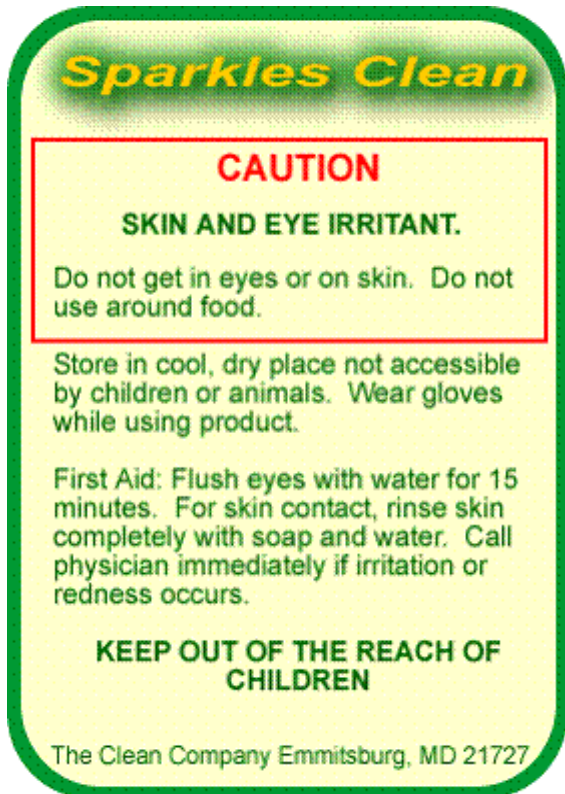 Sparkles Clean
CAUTION
SKIN AND EYE IRRITANT.
Do not get in eyes or on skin.  Do not
use around food.
Store in cool, dry place not accessible
by children or animals.  Wear gloves
while using product.
First Aid: Flush eyes with water for 15
minutes.  For skin contact, rinse skin
completely with soap and water.  Call
physician immediately if irritation or
redness occurs.
KEEP OUT OF THE REACH OF
CHILDREN
The Clean Company Emmitsburg, MD 21727